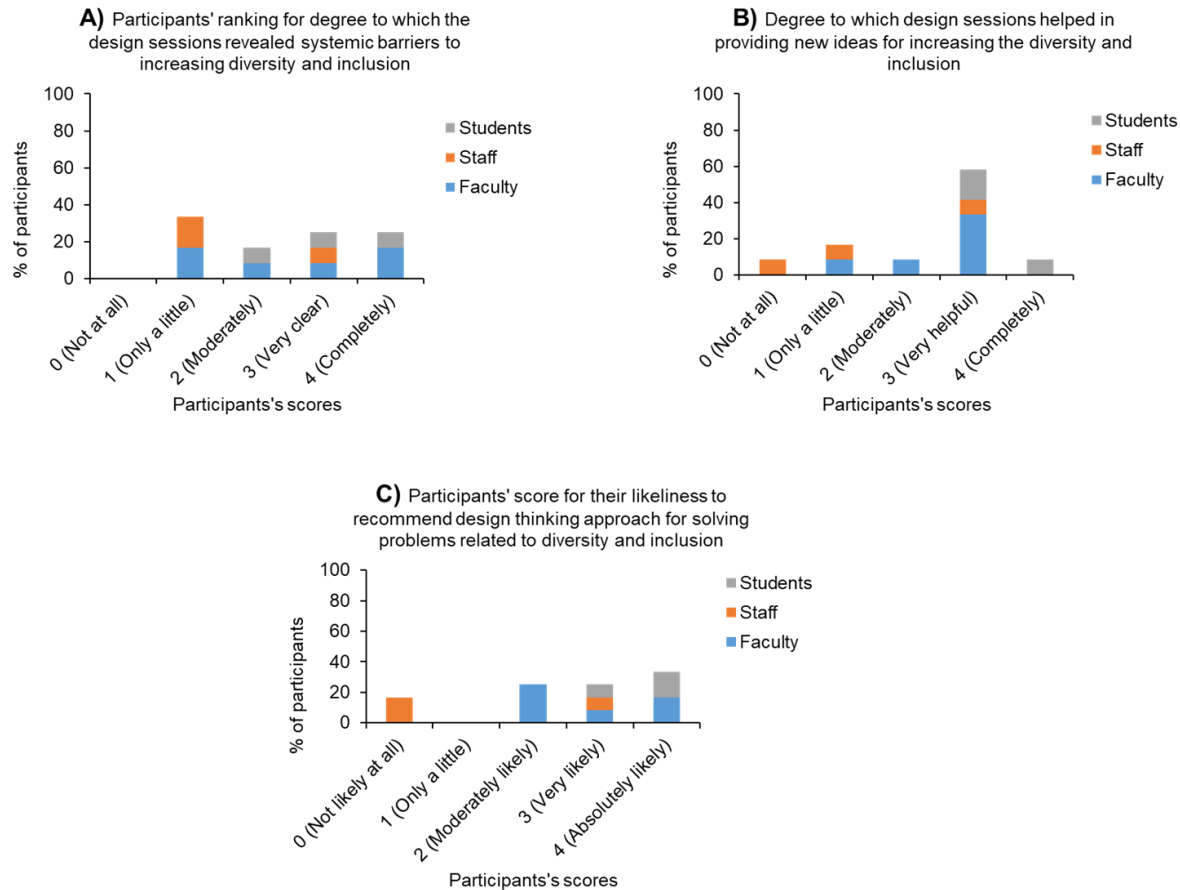 A) Participants' ranking for degree to which the
design sessions revealed systemic barriers to
increasing diversity and inclusion
100
80
60
40
20
0
% of participants
Students
Staff
Faculty
0 (Not at all)
1 (Only a little)
2 (Moderately)
3 (Very clear)
4 (Completely)
Participants's scores
B) Degree to which design sessions helped in
providing new ideas for increasing the diversity and
inclusion
100
80
60
40
20
0
% of participants
Students
Staff
Faculty
0 (Not at all)
1 (Only a little)
2 (Moderately)
3 (Very helpful)
4 (Completely)
Participants's scores
C) Participants' score for their likeliness to
recommend design thinking approach for solving
problems related to diversity and inclusion
100
80
60
40
20
0
% of participants
Students
Staff
Faculty
0 (Not likely at all)
1 (Only a little)
2 (Moderately likely)
3 (Very likely)
4 (Absolutely likely)
Participants's scores